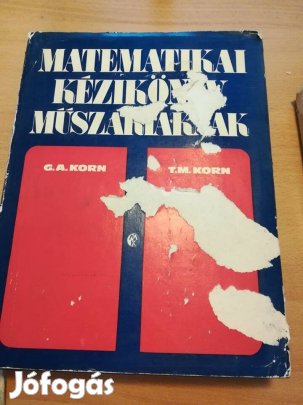 MATEMATIKAI
KÉZIKÖNYV
MŰSZAKIAKNAK
G.A. KORN
T.M. KORN
Jófogás